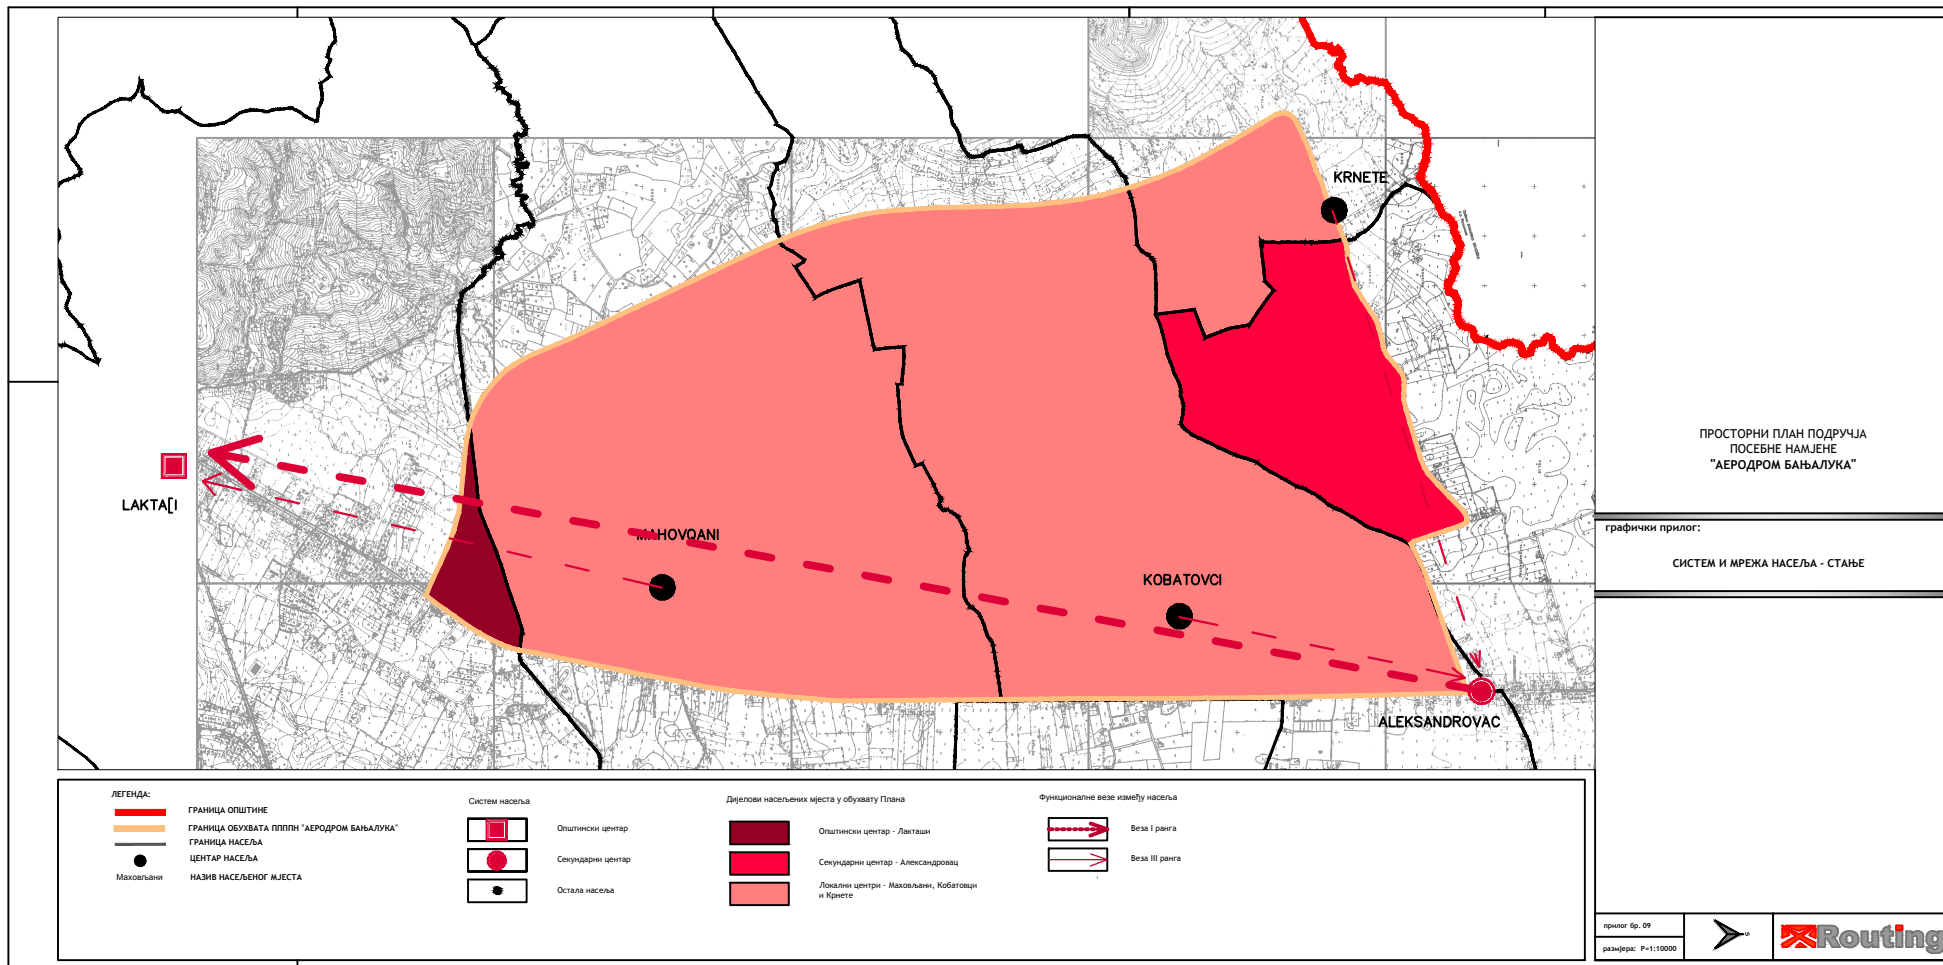 KRNETE
LAKTA[I
MAHOVQANI
KOBATOVCI
ALEKSANDROVAC
ПРОСТОРНИ ПЛАН ПОДРУЧЈА
ПОСЕБНЕ НАМЈЕНЕ
"АЕРОДРОМ БАЊАЛУКА"
графички прилог:
СИСТЕМ И МРЕЖА НАСЕЉА - СТАЊЕ
ЛЕГЕНДА:
ГРАНИЦА ОПШТИНЕ
ГРАНИЦА ОБУХВАТА ПППН "АЕРОДРОМ БАЊАЛУКА"
ГРАНИЦА НАСЕЉА
ЦЕНТАР НАСЕЉА
Маховљани НАЗИВ НАСЕЉЕНОГ МЈЕСТА
Систем насеља
Општински центар
Секундарни центар
Остала насеља
Дијелови насељених мјеста у обухвату Плана
Општински центар - Лакташи
Секундарни центар - Александровац
Локални центри - Маховљани, Кобатовци
и Крнете
Функционалне везе између насеља
Веза I ранга
Веза III ранга
прилог бр. 09
размјера: P=1:10000
Routing